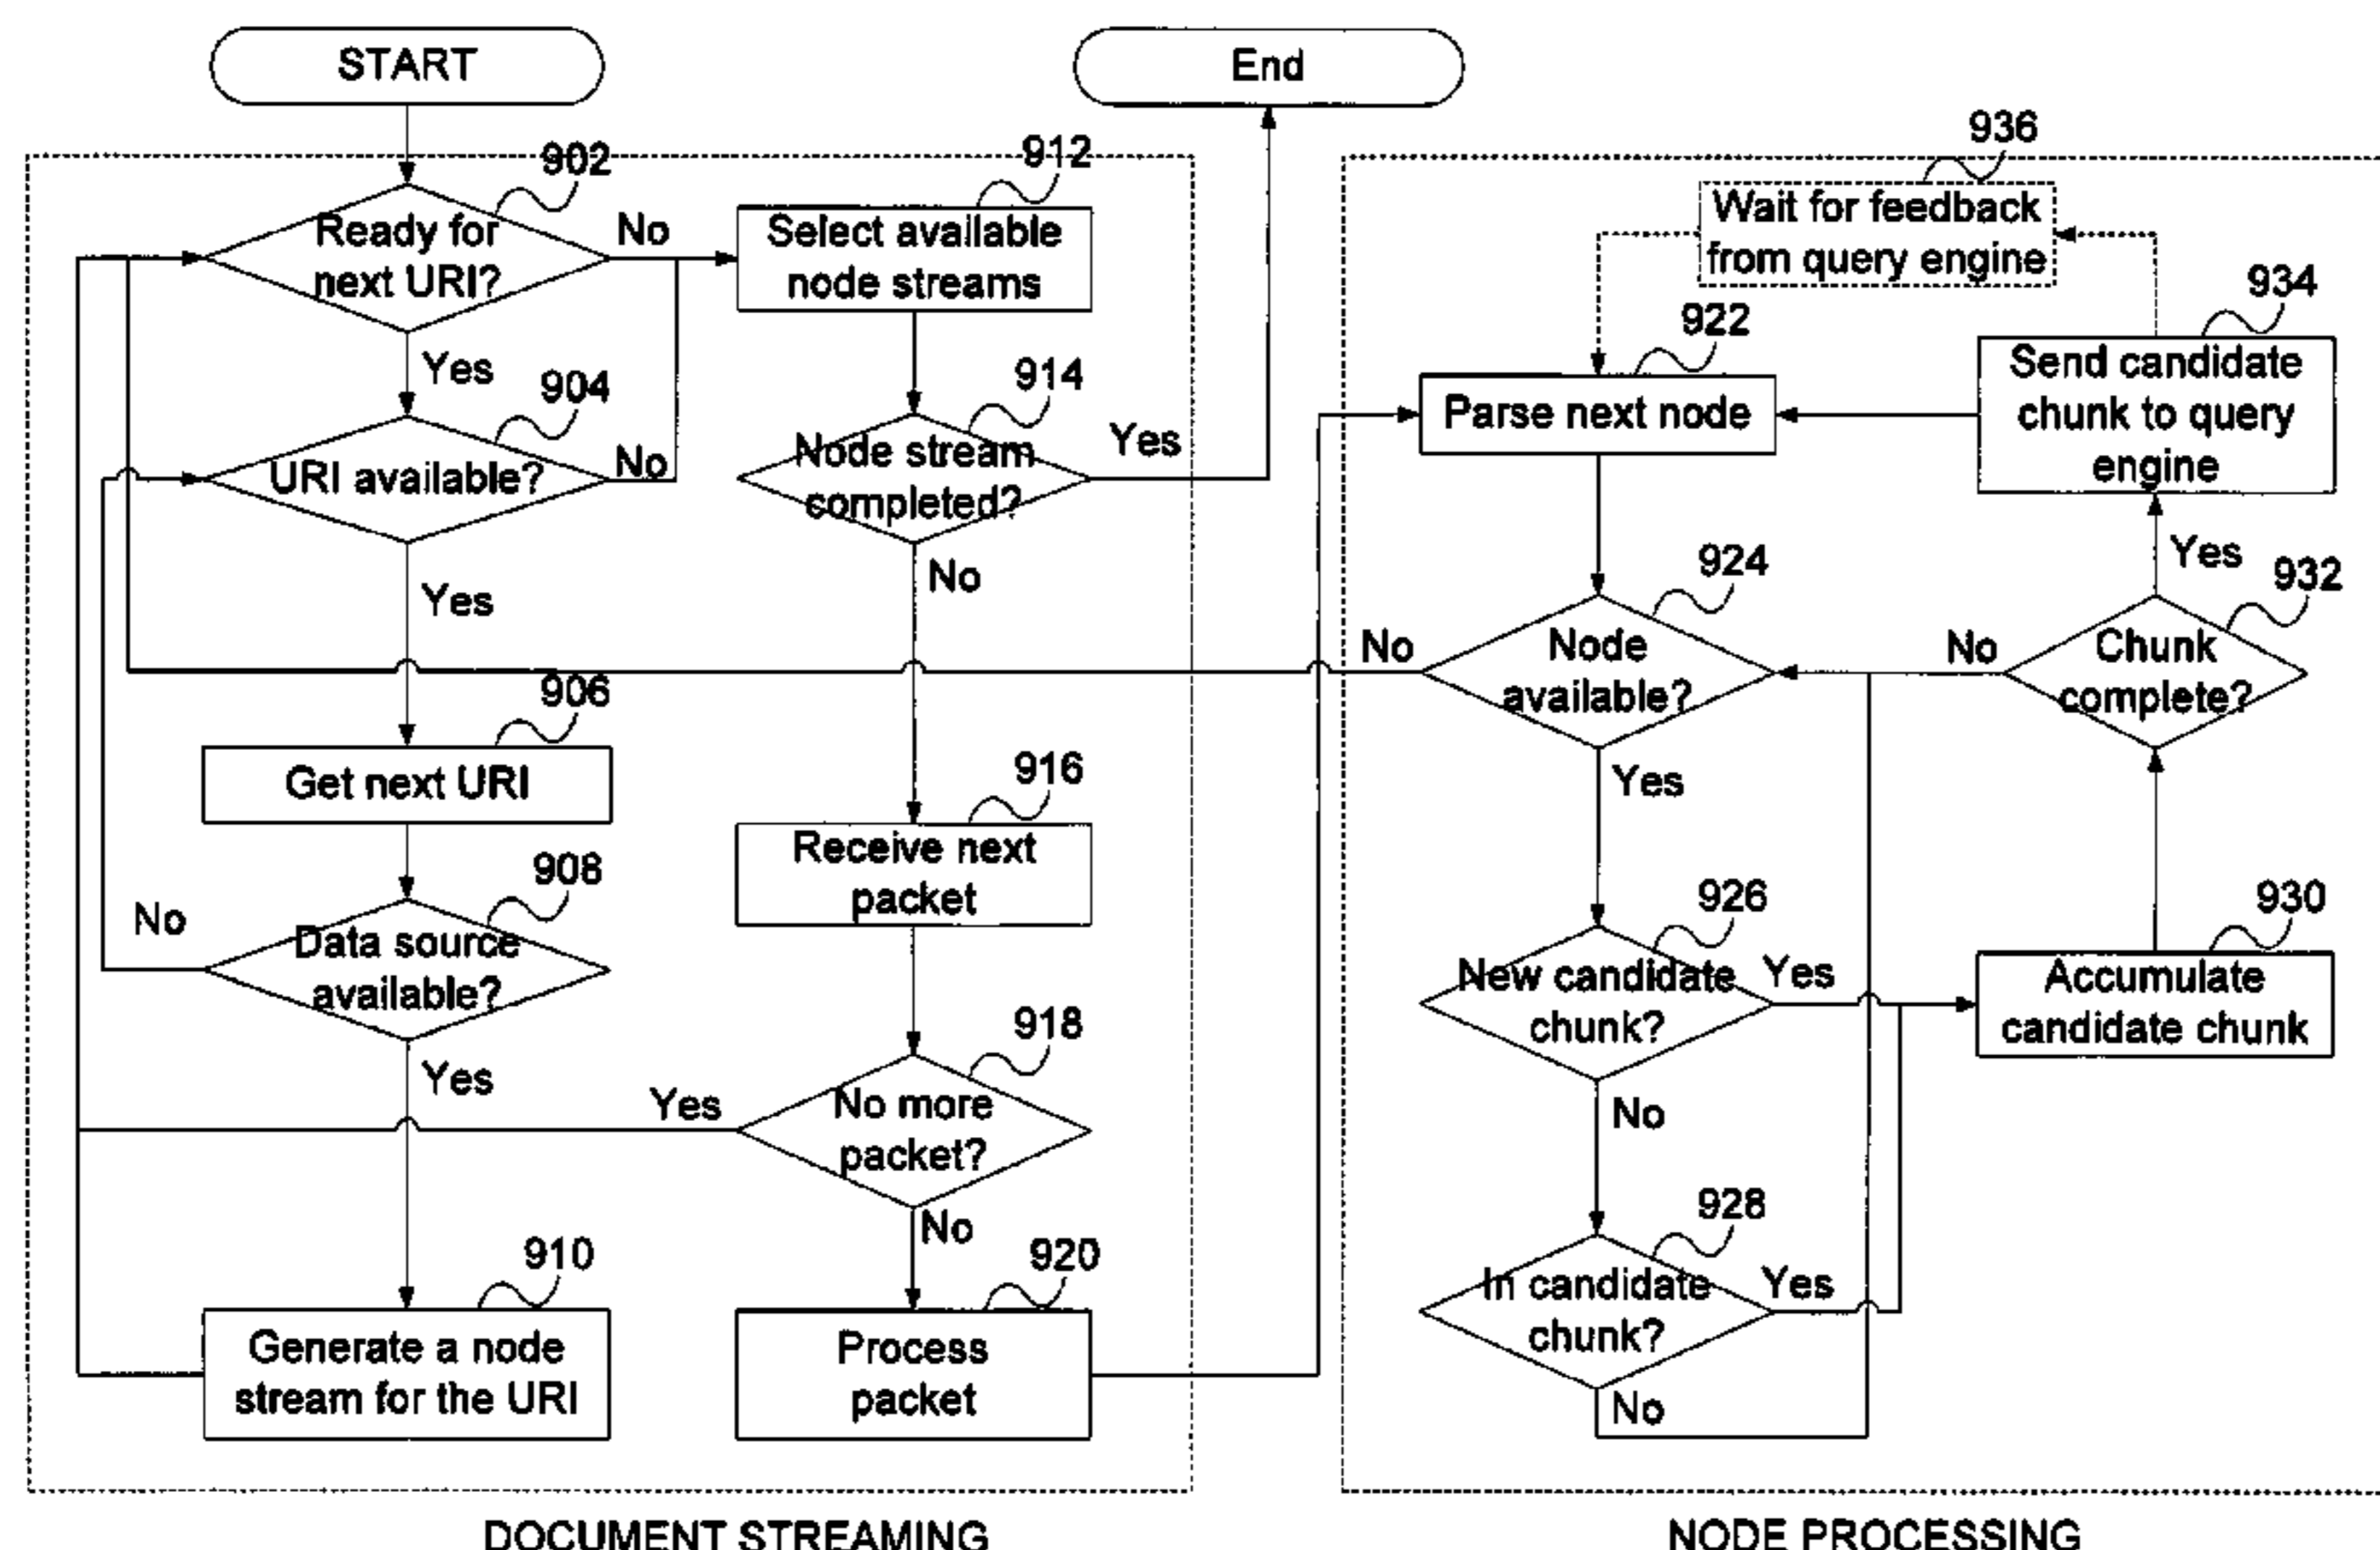 START
End
902
Ready for
next URI?
No
Yes
904
URI available?
No
Yes
906
Get next URI
908
Data source
available?
No
Yes
910
Generate a node
stream for the URI
912
Select available
node streams
914
Node stream
completed?
Yes
No
916
Receive next
packet
918
No more
packet?
Yes
No
920
Process
packet
DOCUMENT STREAMING
936
Wait for feedback
from query engine
934
Send candidate
chunk to query
engine
922
Parse next node
924
Node
available?
No
Yes
932
Chunk
complete?
Yes
No
926
New candidate
chunk?
Yes
No
930
Accumulate
candidate chunk
928
In candidate
chunk?
Yes
No
NODE PROCESSING